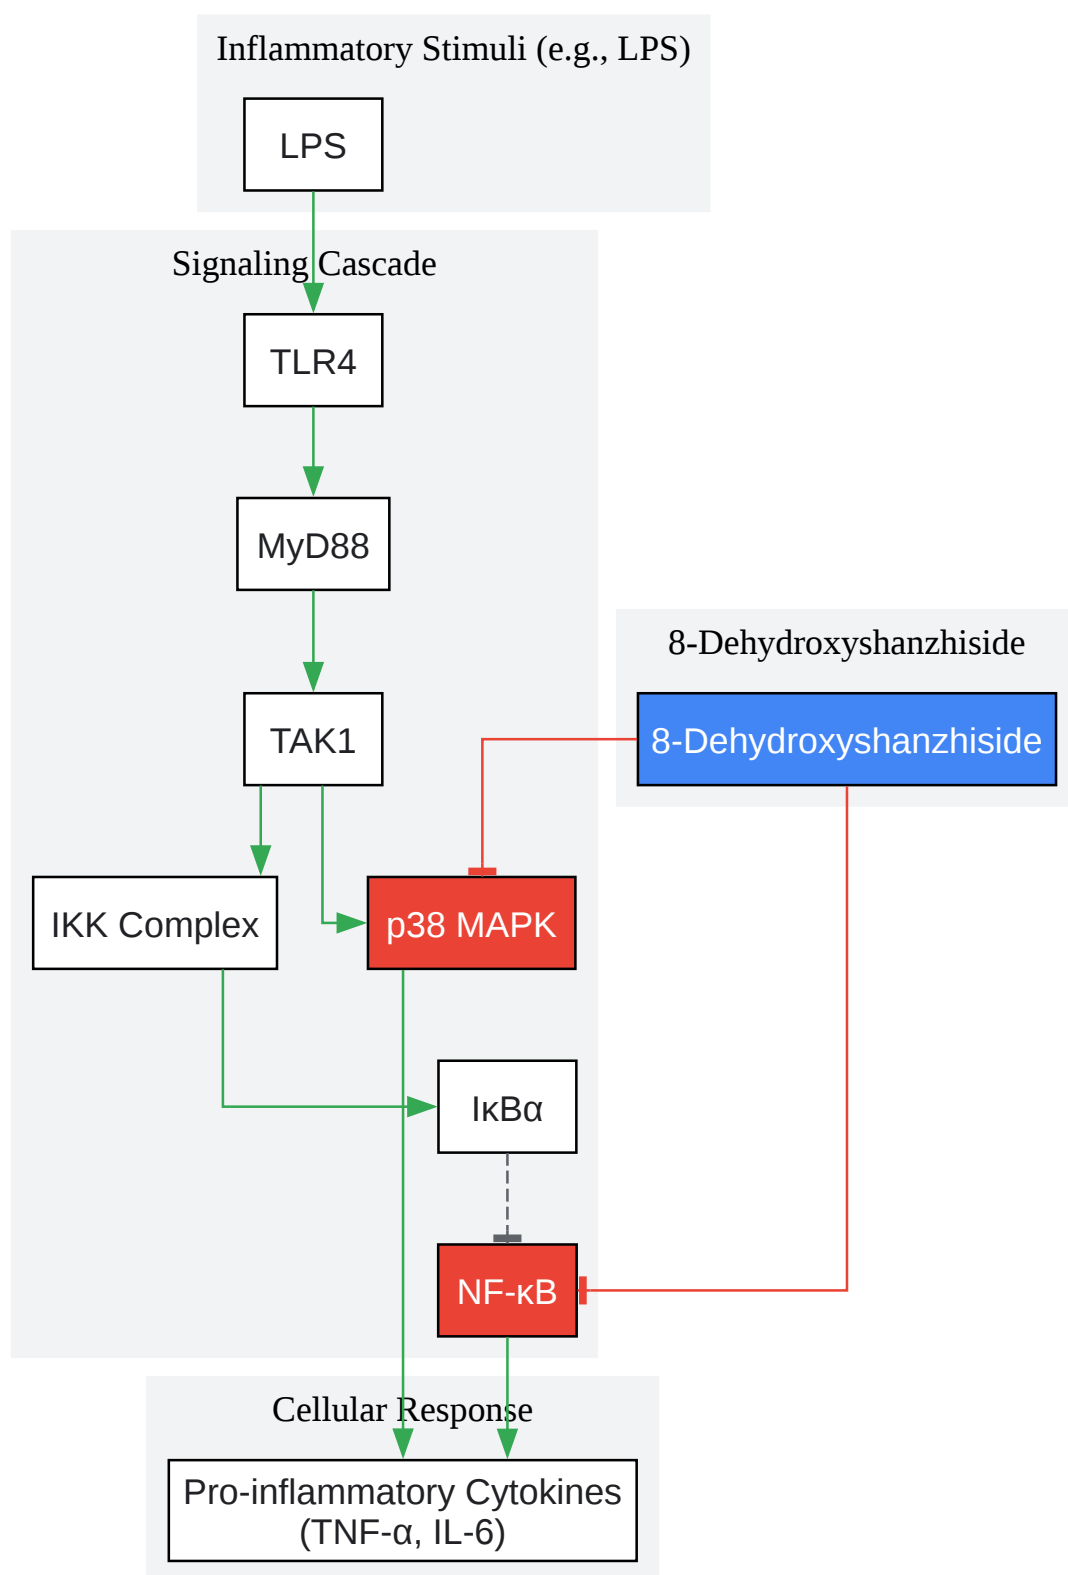 Inflammatory Stimuli (e.g., LPS)
LPS
Signaling Cascade
TLR4
MyD88
8-Dehydroxyshanzhiside
TAK1
8-Dehydroxyshanzhiside
IKK Complex
p38 MAPK
IκBα
NF-κB
Cellular Response
Pro-inflammatory Cytokines
(TNF-α, IL-6)